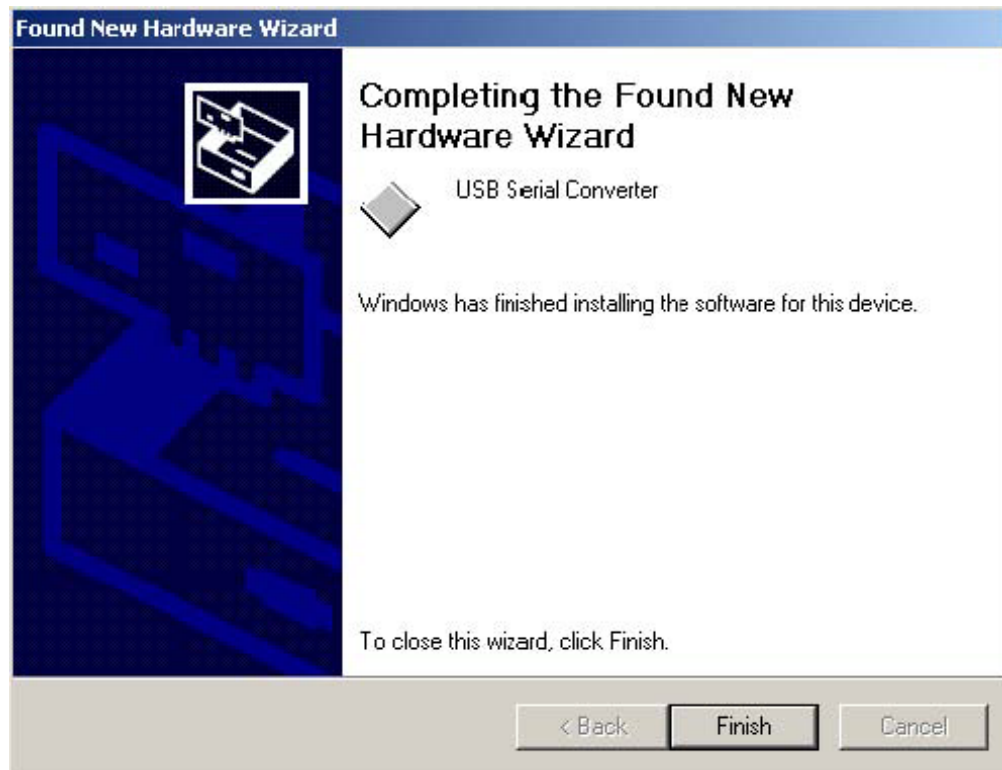 Found New Hardware Wizard
Completing the Found New
Hardware Wizard
USB Serial Converter
Windows has finished installing the software for this device.
To close this wizard, click Finish.
< Back
Finish
Cancel